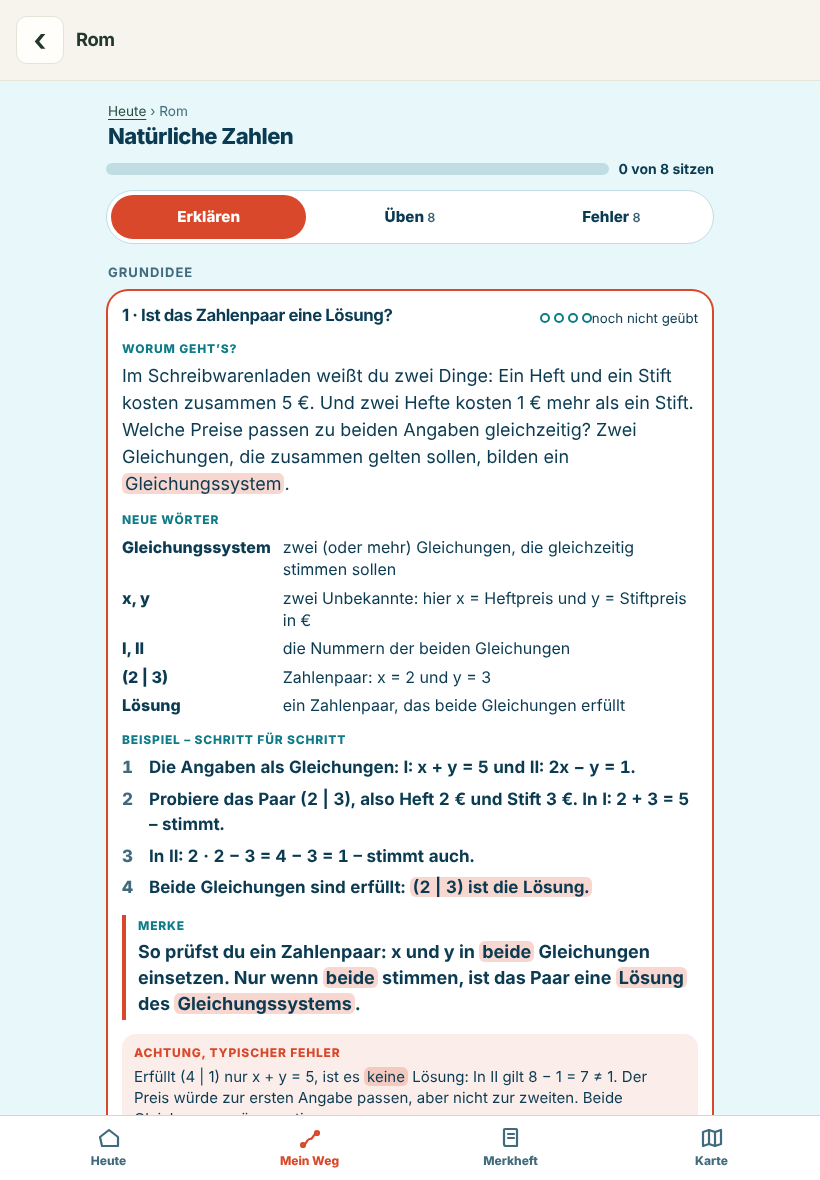 Rom
Heute › Rom
Natürliche Zahlen
0 von 8 sitzen
Erklären
Üben 8
Fehler 8
GRUNDIDEE
1 · Ist das Zahlenpaar eine Lösung?
noch nicht geübt
WORUM GEHT'S?
Im Schreibwarenladen weißt du zwei Dinge: Ein Heft und ein Stift
kosten zusammen 5 €. Und zwei Hefte kosten 1 € mehr als ein Stift.
Welche Preise passen zu beiden Angaben gleichzeitig? Zwei
Gleichungen, die zusammen gelten sollen, bilden ein
Gleichungssystem.
NEUE WÖRTER
Gleichungssystem zwei (oder mehr) Gleichungen, die gleichzeitig
stimmen sollen
x, y zwei Unbekannte: hier x = Heftpreis und y = Stiftpreis
in €
I, II die Nummern der beiden Gleichungen
(2 | 3) Zahlenpaar: x = 2 und y = 3
Lösung ein Zahlenpaar, das beide Gleichungen erfüllt
BEISPIEL – SCHRITT FÜR SCHRITT
1 Die Angaben als Gleichungen: I: x + y = 5 und II: 2x − y = 1.
2 Probiere das Paar (2 | 3), also Heft 2 € und Stift 3 €. In I: 2 + 3 = 5
– stimmt.
3 In II: 2 · 2 − 3 = 4 − 3 = 1 – stimmt auch.
4 Beide Gleichungen sind erfüllt: (2 | 3) ist die Lösung.
MERKE
So prüfst du ein Zahlenpaar: x und y in beide Gleichungen
einsetzen. Nur wenn beide stimmen, ist das Paar eine Lösung
des Gleichungssystems.
ACHTUNG, TYPISCHER FEHLER
Erfüllt (4 | 1) nur x + y = 5, ist es keine Lösung: In II gilt 8 − 1 = 7 ≠ 1. Der
Preis würde zur ersten Angabe passen, aber nicht zur zweiten. Beide
Heute
Mein Weg
Merkheft
Karte